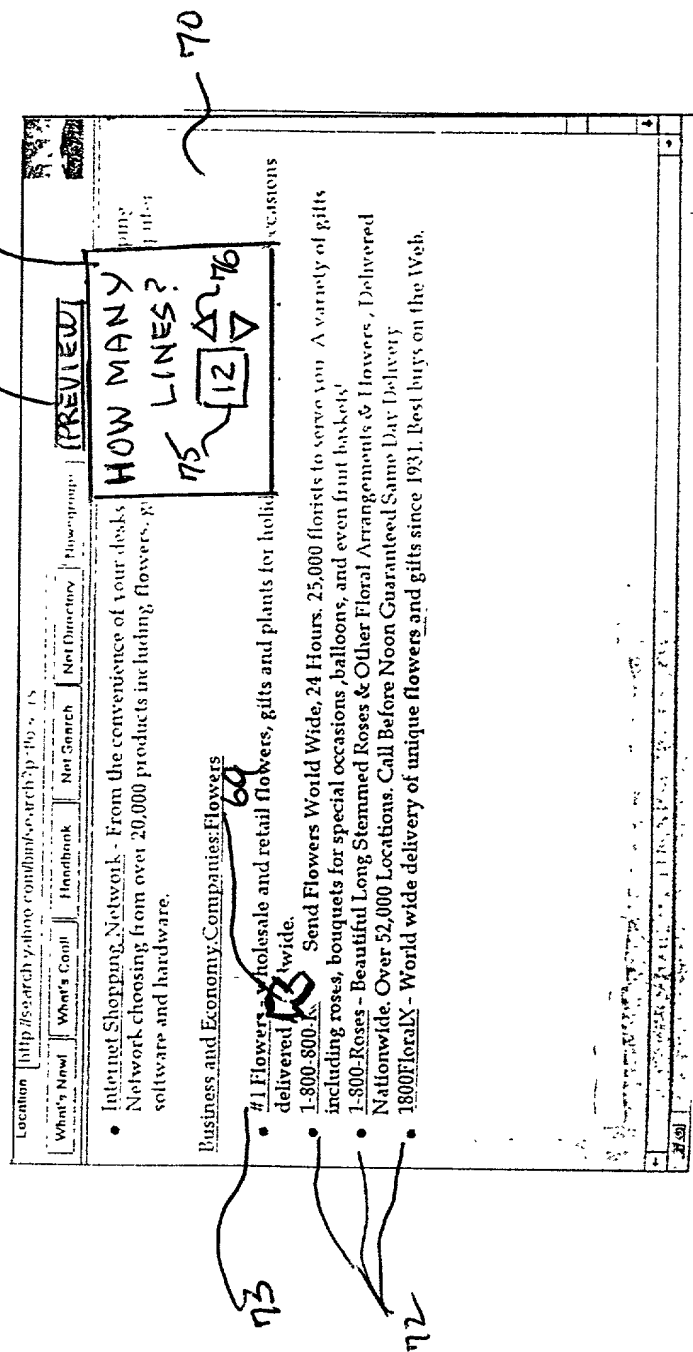 Location http://search.yahoo.com/bin/search?p=
What's New! What's Cool! Handbook Net Search Net Directory Newsgroups PREVIEW
Internet Shopping Network - From the convenience of your desks
Network choosing from over 20,000 products including flowers,
software and hardware.
HOW MANY
LINES?
75 12 76
70
Business and Economy:Companies:Flowers
69
#1 Flowers - wholesale and retail flowers, gifts and plants for holid occasions
delivered wide.
1-800-800- Send Flowers World Wide, 24 Hours. 25,000 florists to serve you. A variety of gifts
including roses, bouquets for special occasions ,balloons, and even fruit baskets!
1-800-Roses - Beautiful Long Stemmed Roses & Other Floral Arrangements & Flowers , Delivered
Nationwide. Over 52,000 Locations. Call Before Noon Guaranteed Same Day Delivery
1800FloralX - World wide delivery of unique flowers and gifts since 1931. Best buys on the Web.
73
72